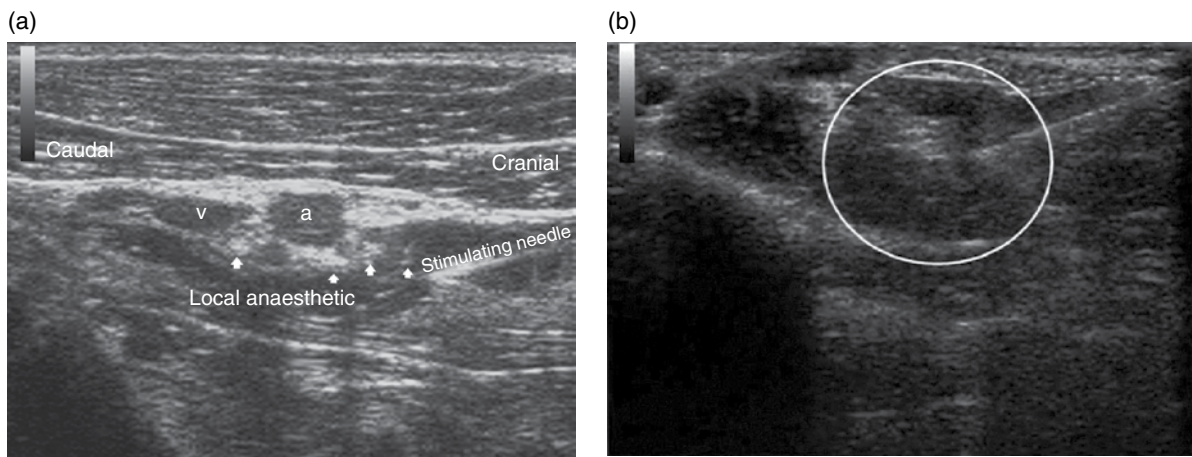 (a)
(b)
Caudal
Cranial
v
a
Stimulating needle
Local anaesthetic